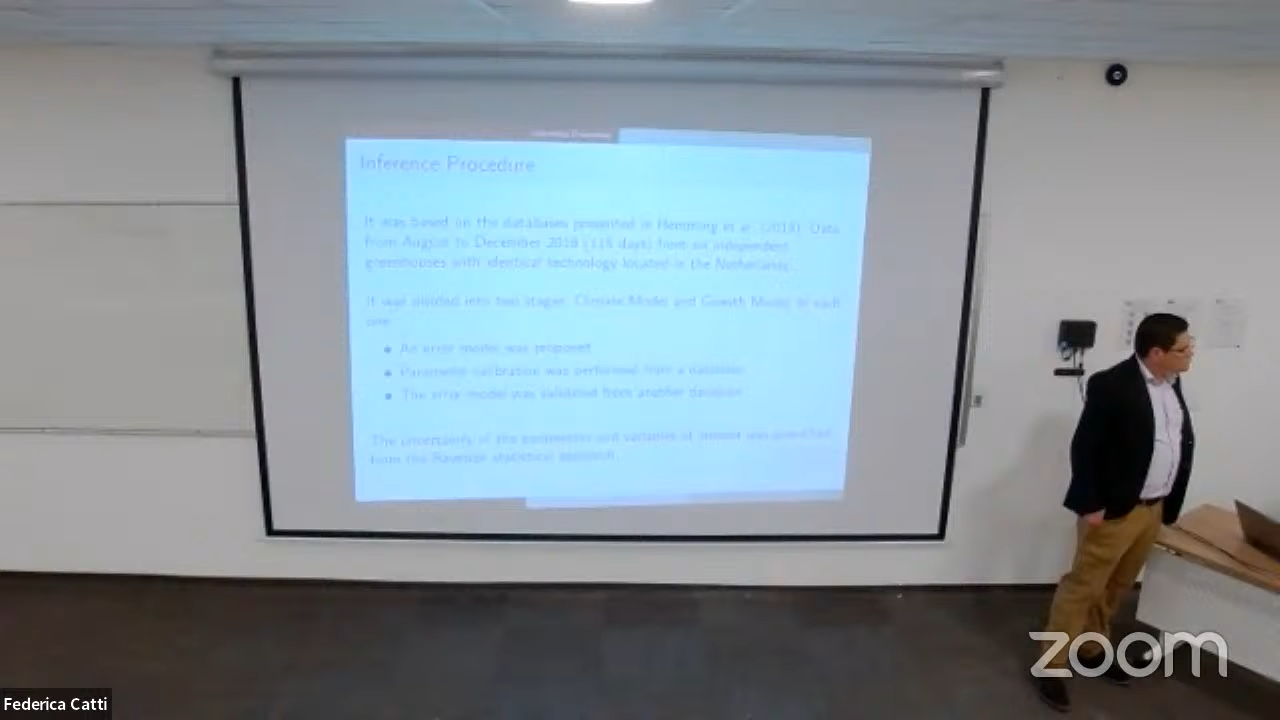 Inference Procedure
It was based on the databases presented in Hemming et al. (2019). Data
from August to December 2018 (115 days) from six independent
greenhouses with identical technology located in the Netherlands.
It was divided into two stages: Climate Model and Growth Model. In each
one:
An error model was proposed
Parameter calibration was performed from a database
The error model was validated from another database
The uncertainty of the parameters and variables of interest was quantified
from the Bayesian statistical approach.
zoom
Federica Catti